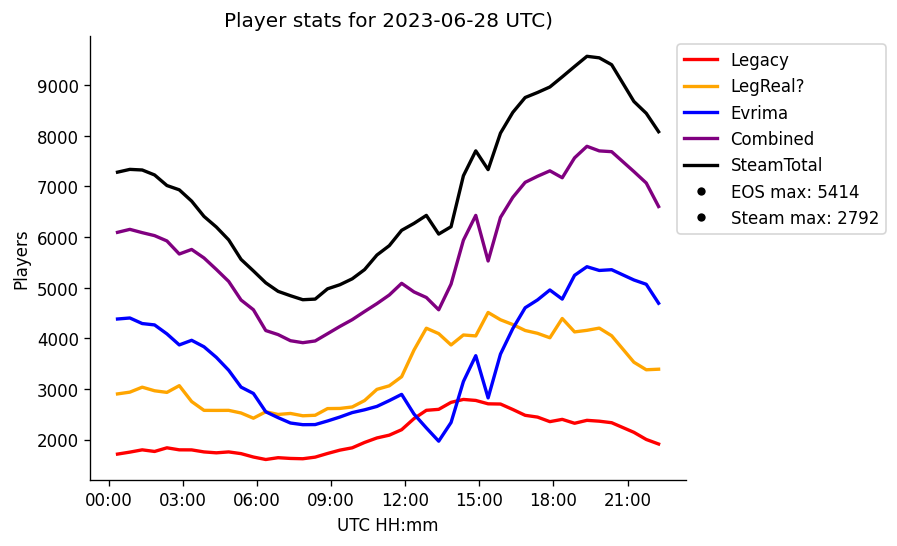 Player stats for 2023-06-28 UTC)
Players
9000
8000
7000
6000
5000
4000
3000
2000
00:00 03:00 06:00 09:00 12:00 15:00 18:00 21:00
UTC HH:mm
Legacy
LegReal?
Evrima
Combined
SteamTotal
EOS max: 5414
Steam max: 2792